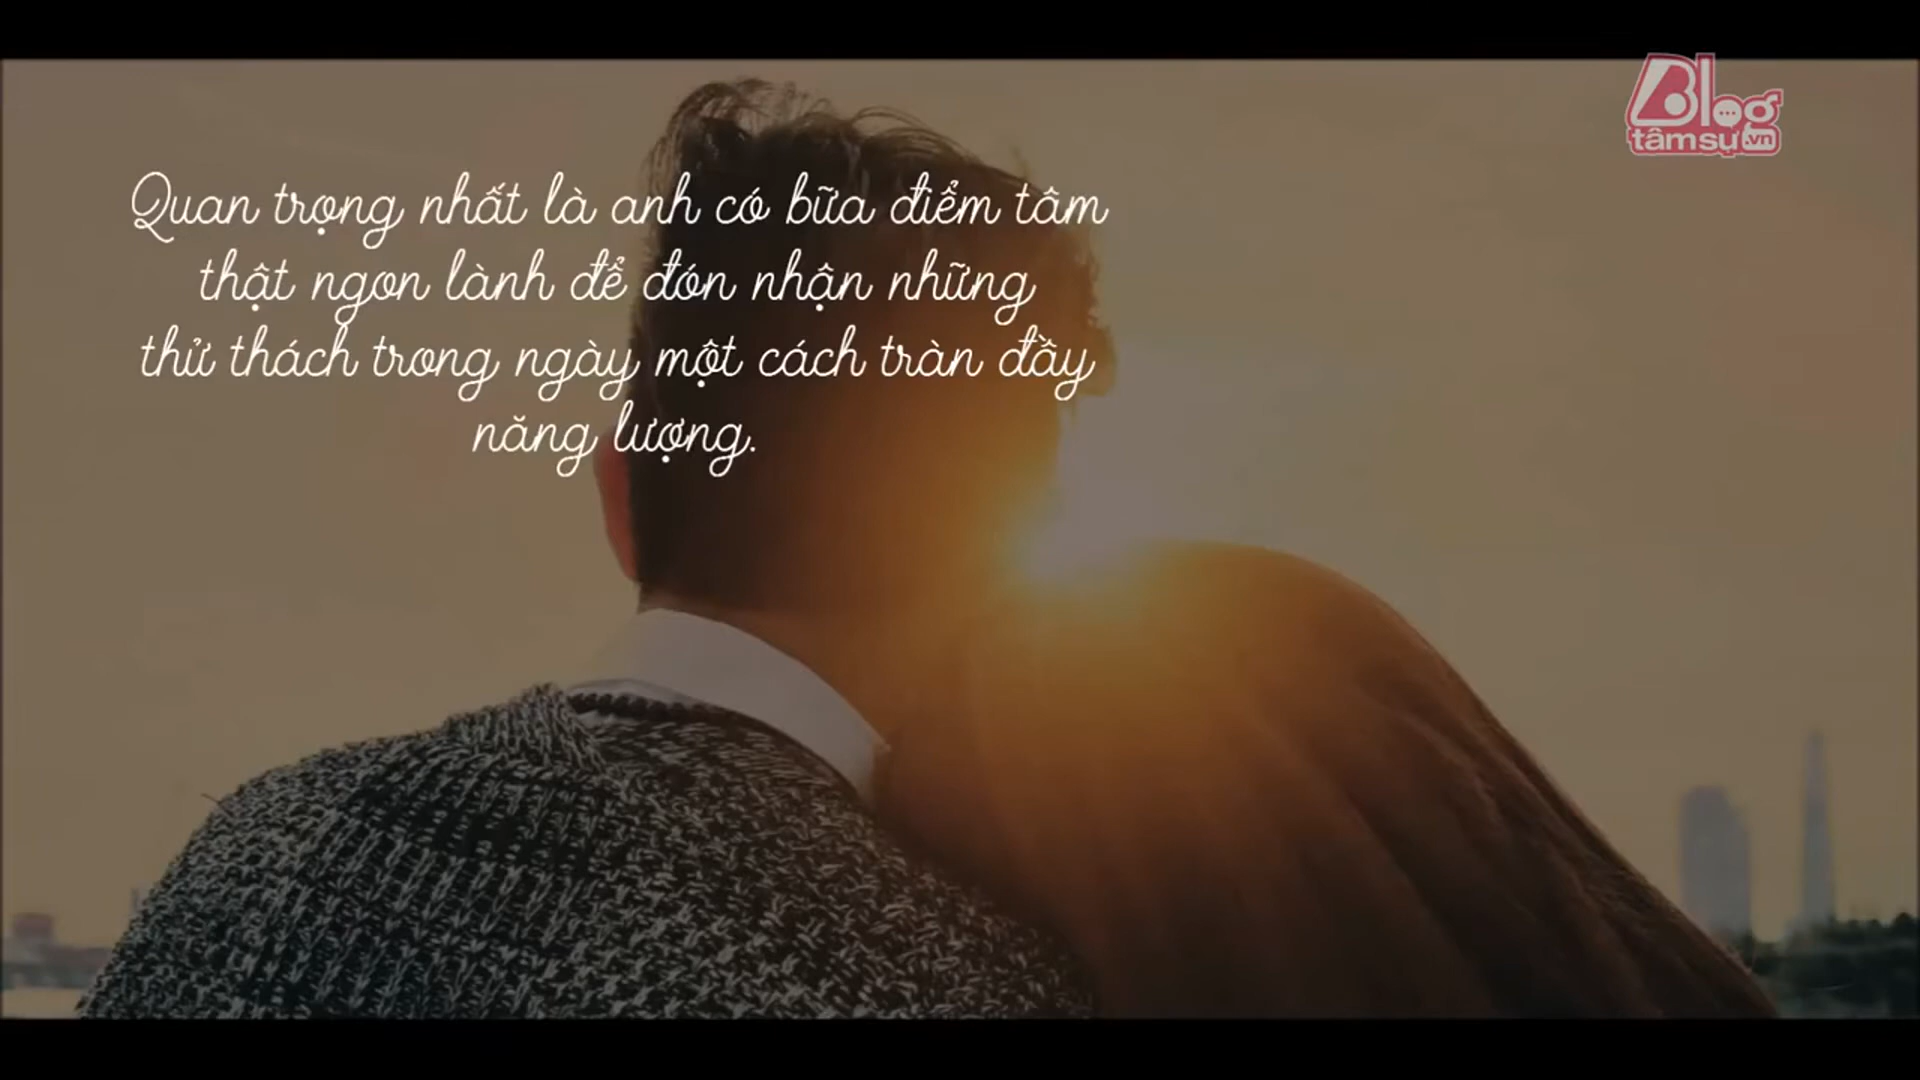 Blog
tâmsự.vn
Quan trọng nhất là anh có bữa điểm tâm
thật ngon lành để đón nhận những
thử thách trong ngày một cách tràn đầy
năng lượng.